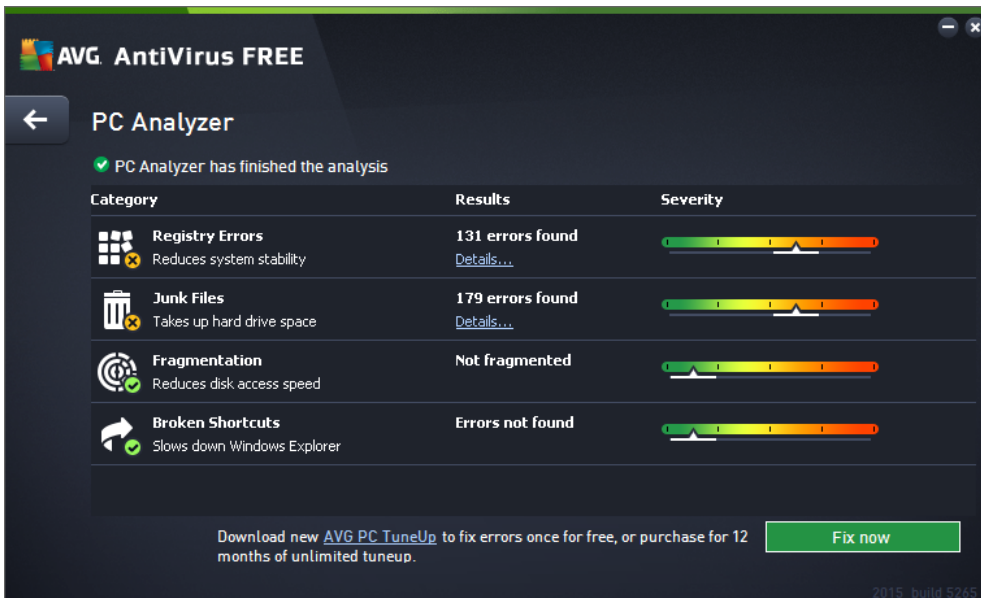 AVG. AntiVirus FREE
PC Analyzer
PC Analyzer has finished the analysis
Category Results Severity
Registry Errors 131 errors found
Reduces system stability Details...
Junk Files 179 errors found
Takes up hard drive space Details...
Fragmentation Not fragmented
Reduces disk access speed
Broken Shortcuts Errors not found
Slows down Windows Explorer
Download new AVG PC TuneUp to fix errors once for free, or purchase for 12
months of unlimited tuneup.
Fix now
2015 build 5265